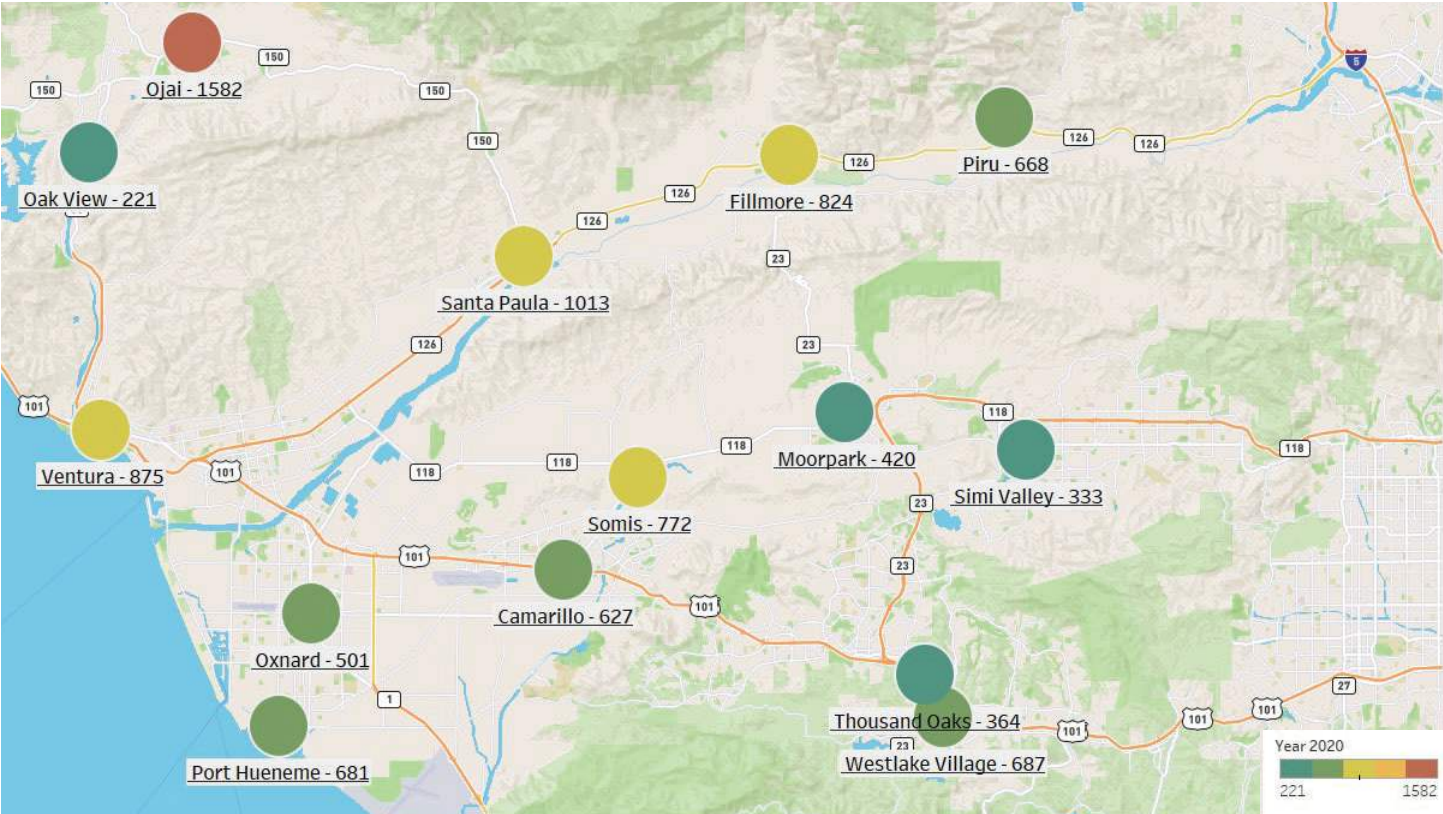 5
150
Ojai - 1582
150
150
126
126
150
126
Piru - 668
Oak View - 221
126
Fillmore - 824
126
23
Santa Paula - 1013
126
23
101
118
118
Ventura - 875
101
118
118
118
Moorpark - 420
Simi Valley - 333
23
Somis - 772
101
23
101
Camarillo - 627
Oxnard - 501
27
1
101
101
Thousand Oaks - 364
101
23
Westlake Village - 687
Port Hueneme - 681
Year 2020
221 1582